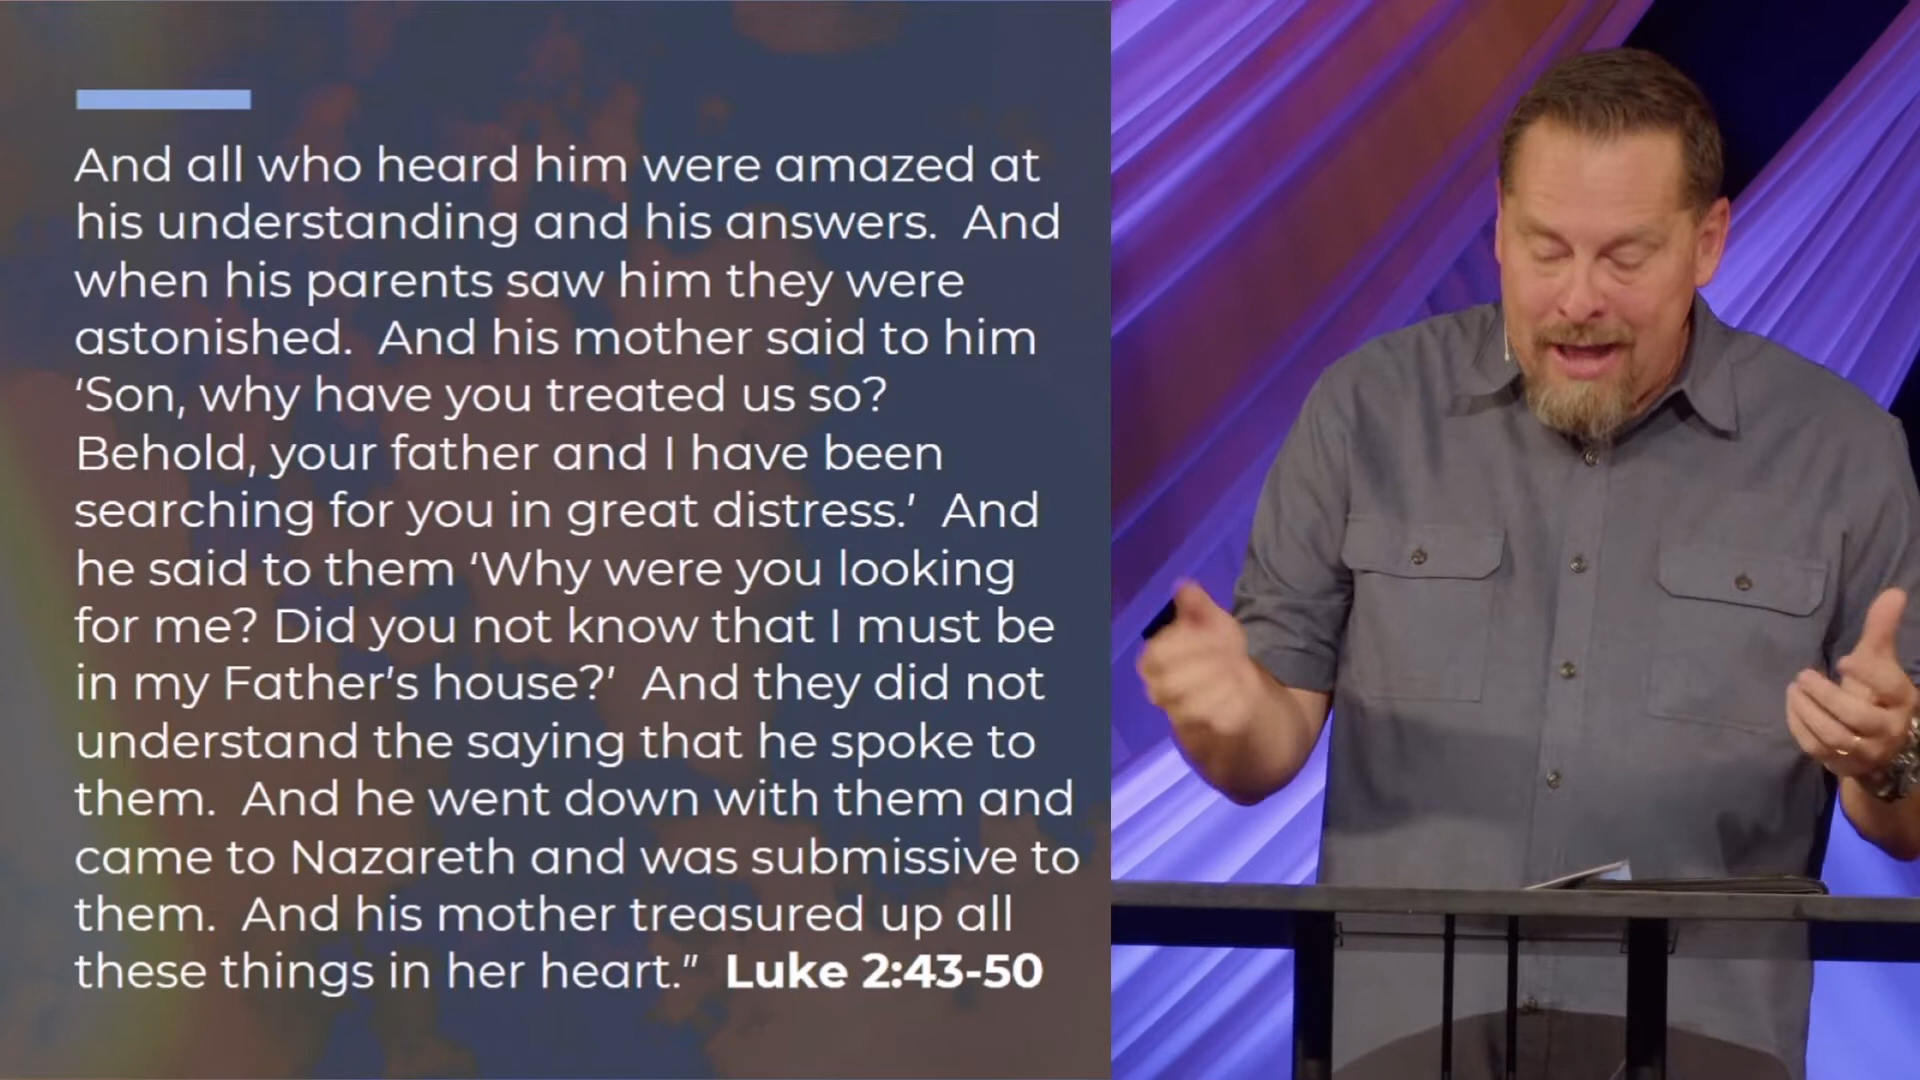 And all who heard him were amazed at
his understanding and his answers.  And
when his parents saw him they were
astonished.  And his mother said to him
‘Son, why have you treated us so?
Behold, your father and I have been
searching for you in great distress.’  And
he said to them ‘Why were you looking
for me? Did you not know that I must be
in my Father’s house?’  And they did not
understand the saying that he spoke to
them.  And he went down with them and
came to Nazareth and was submissive to
them.  And his mother treasured up all
these things in her heart.”  Luke 2:43-50